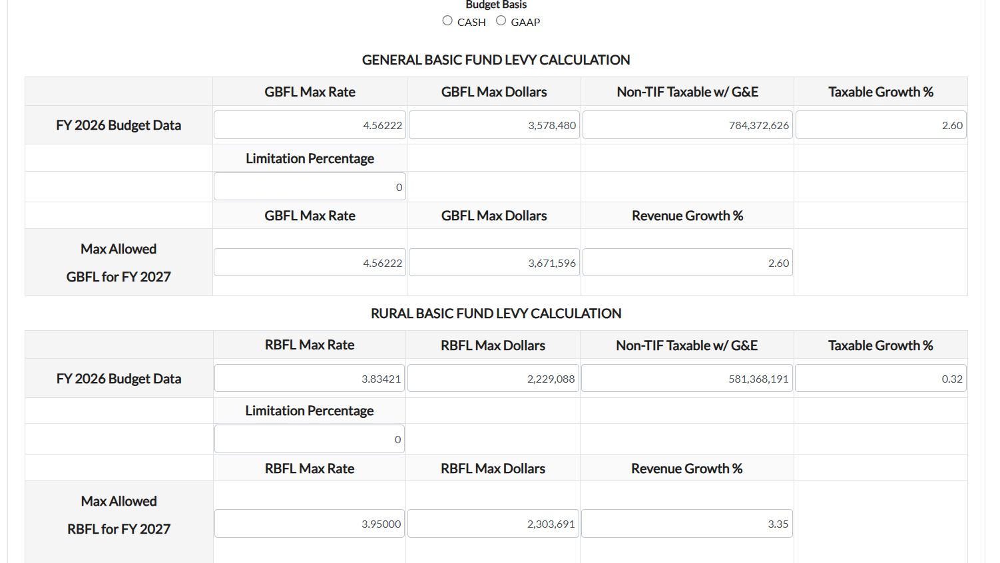 Budget Basis
CASH GAAP
GENERAL BASIC FUND LEVY CALCULATION
GBFL Max Rate GBFL Max Dollars Non-TIF Taxable w/ G&E Taxable Growth %
FY 2026 Budget Data 4.56222 3,578,480 784,372,626 2.60
Limitation Percentage
0
GBFL Max Rate GBFL Max Dollars Revenue Growth %
Max Allowed
GBFL for FY 2027 4.56222 3,671,596 2.60
RURAL BASIC FUND LEVY CALCULATION
RBFL Max Rate RBFL Max Dollars Non-TIF Taxable w/ G&E Taxable Growth %
FY 2026 Budget Data 3.83421 2,229,088 581,368,191 0.32
Limitation Percentage
0
RBFL Max Rate RBFL Max Dollars Revenue Growth %
Max Allowed
RBFL for FY 2027 3.95000 2,303,691 3.35